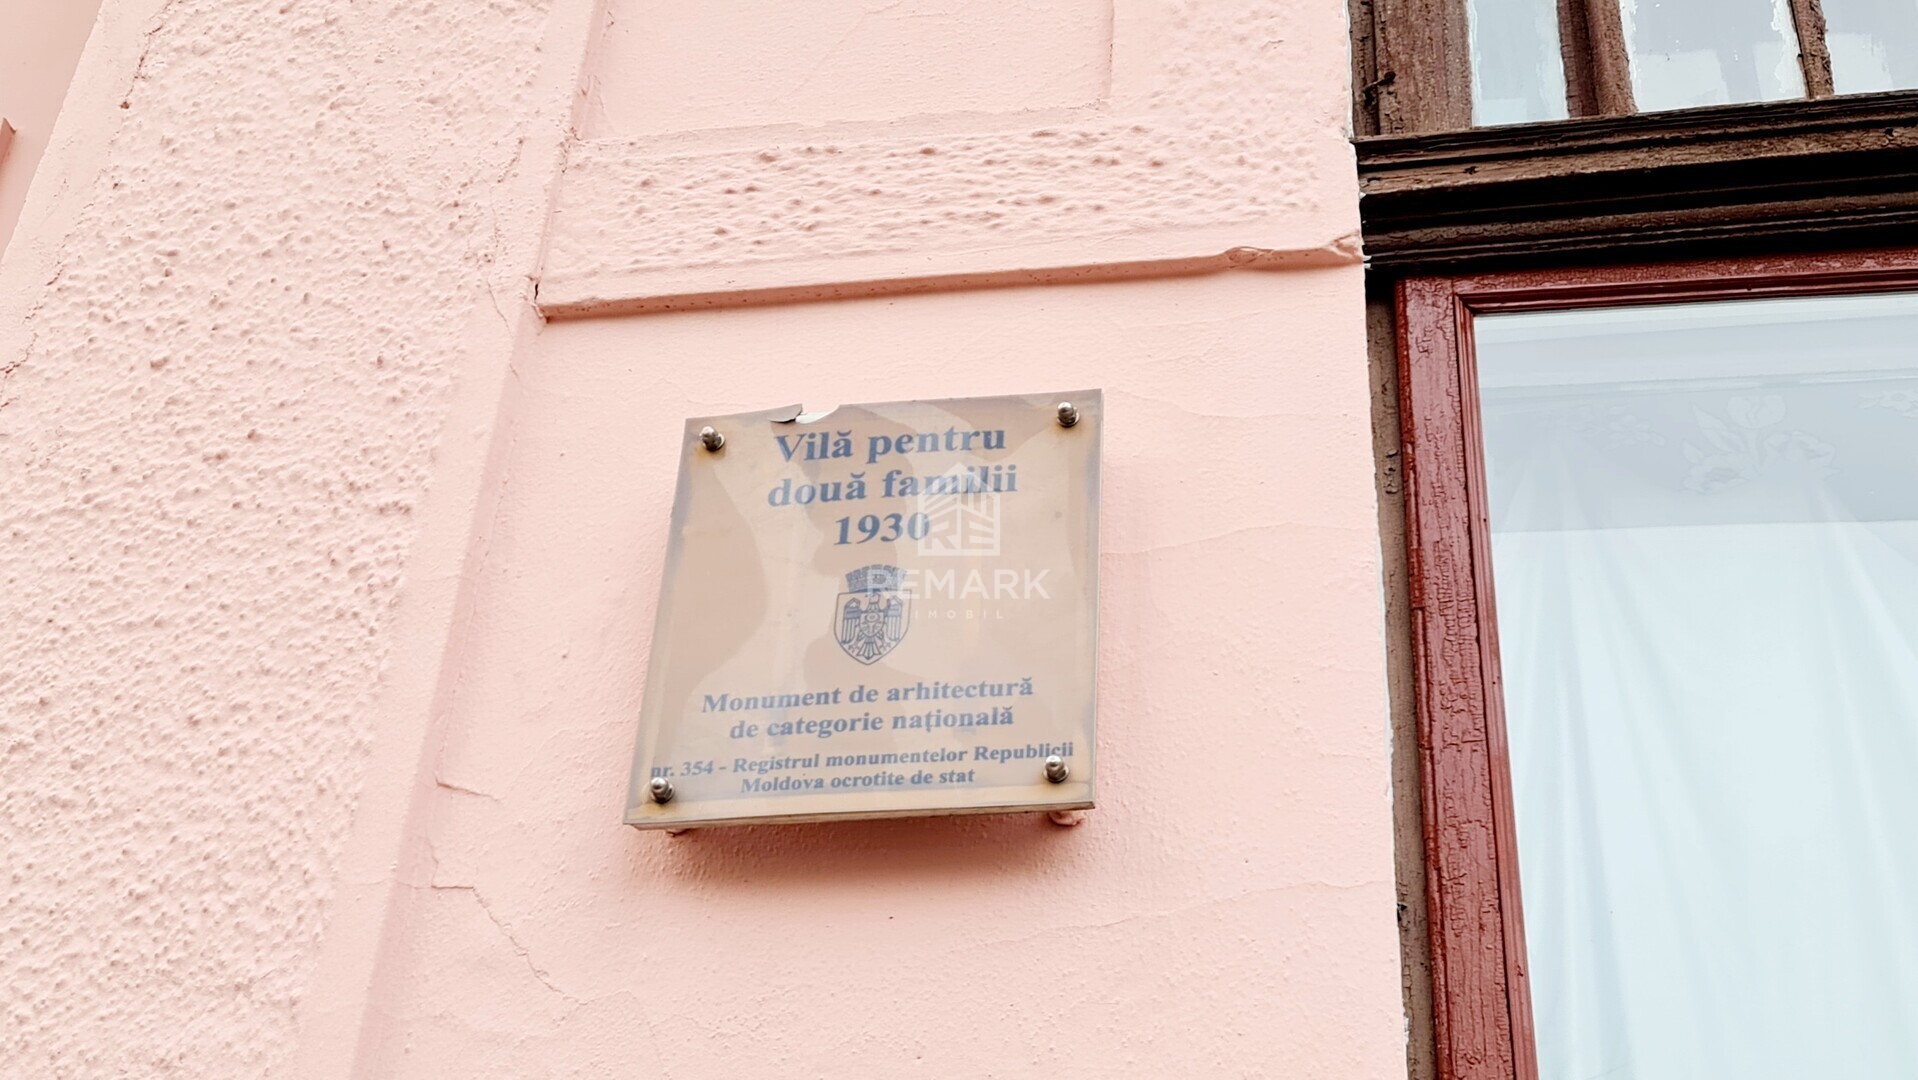 Vilă pentru
două familii
1930
REMARK
IMOBIL
Monument de arhitectură
de categorie națională
nr. 354 - Registrul monumentelor Republicii
Moldova ocrotite de stat